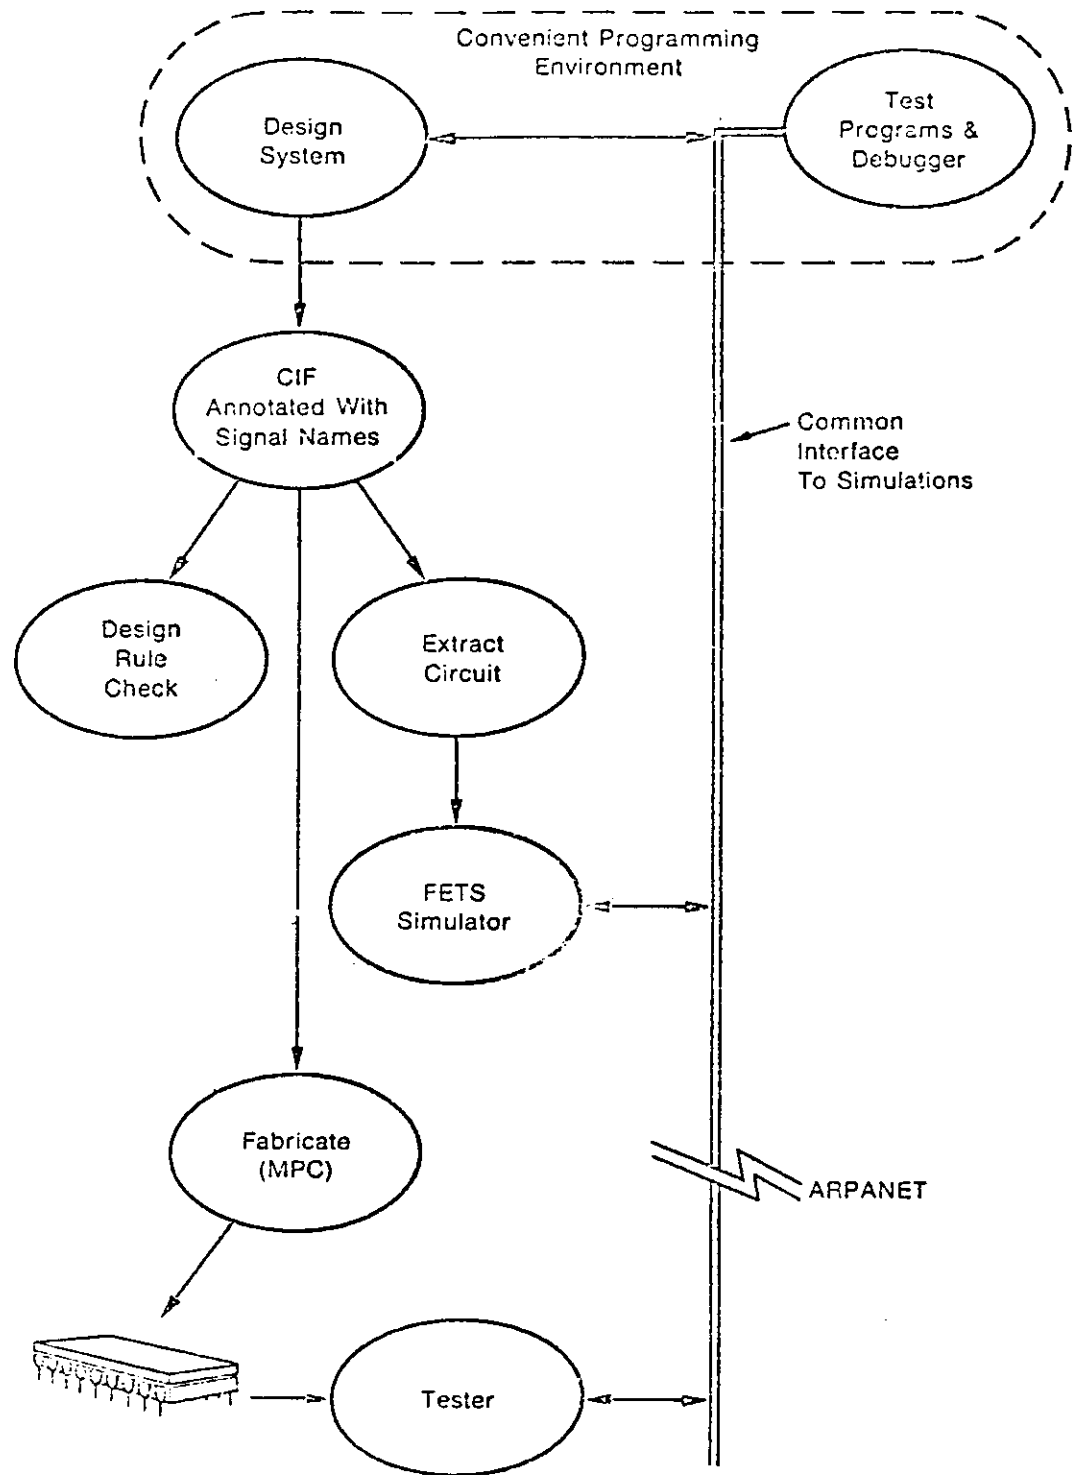 Convenient Programming
Environment
Design
System
Test
Programs &
Debugger
CIF
Annotated With
Signal Names
Common
Interface
To Simulations
Design
Rule
Check
Extract
Circuit
FETS
Simulator
Fabricate
(MPC)
ARPANET
Tester